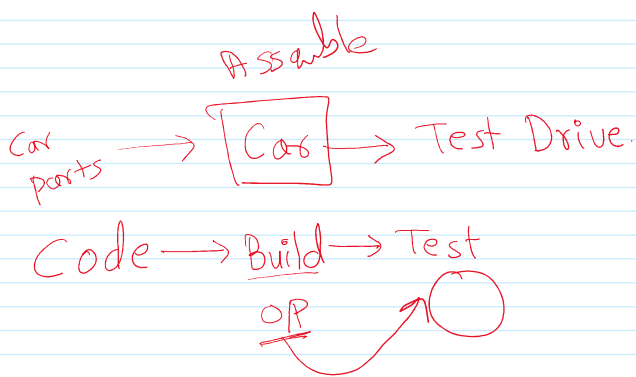 Assemble
Car parts → Car → Test Drive.
Code → Build → Test
OP